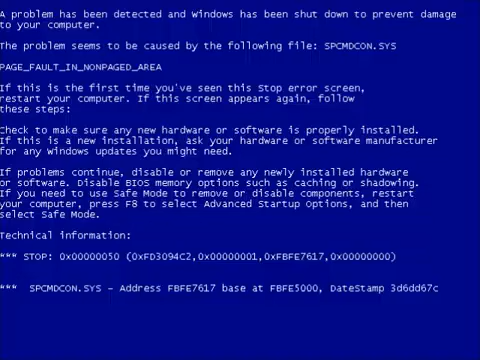 A problem has been detected and Windows has been shut down to prevent damage
to your computer.
The problem seems to be caused by the following file: SPCMDCON.SYS
PAGE_FAULT_IN_NONPAGED_AREA
If this is the first time you've seen this Stop error screen,
restart your computer. If this screen appears again, follow
these steps:
Check to make sure any new hardware or software is properly installed.
If this is a new installation, ask your hardware or software manufacturer
for any Windows updates you might need.
If problems continue, disable or remove any newly installed hardware
or software. Disable BIOS memory options such as caching or shadowing.
If you need to use Safe Mode to remove or disable components, restart
your computer, press F8 to select Advanced Startup Options, and then
select Safe Mode.
Technical information:
*** STOP: 0x00000050 (0xFD3094C2,0x00000001,0xFBFE7617,0x00000000)
*** SPCMDCON.SYS - Address FBFE7617 base at FBFE5000, DateStamp 3d6dd67c